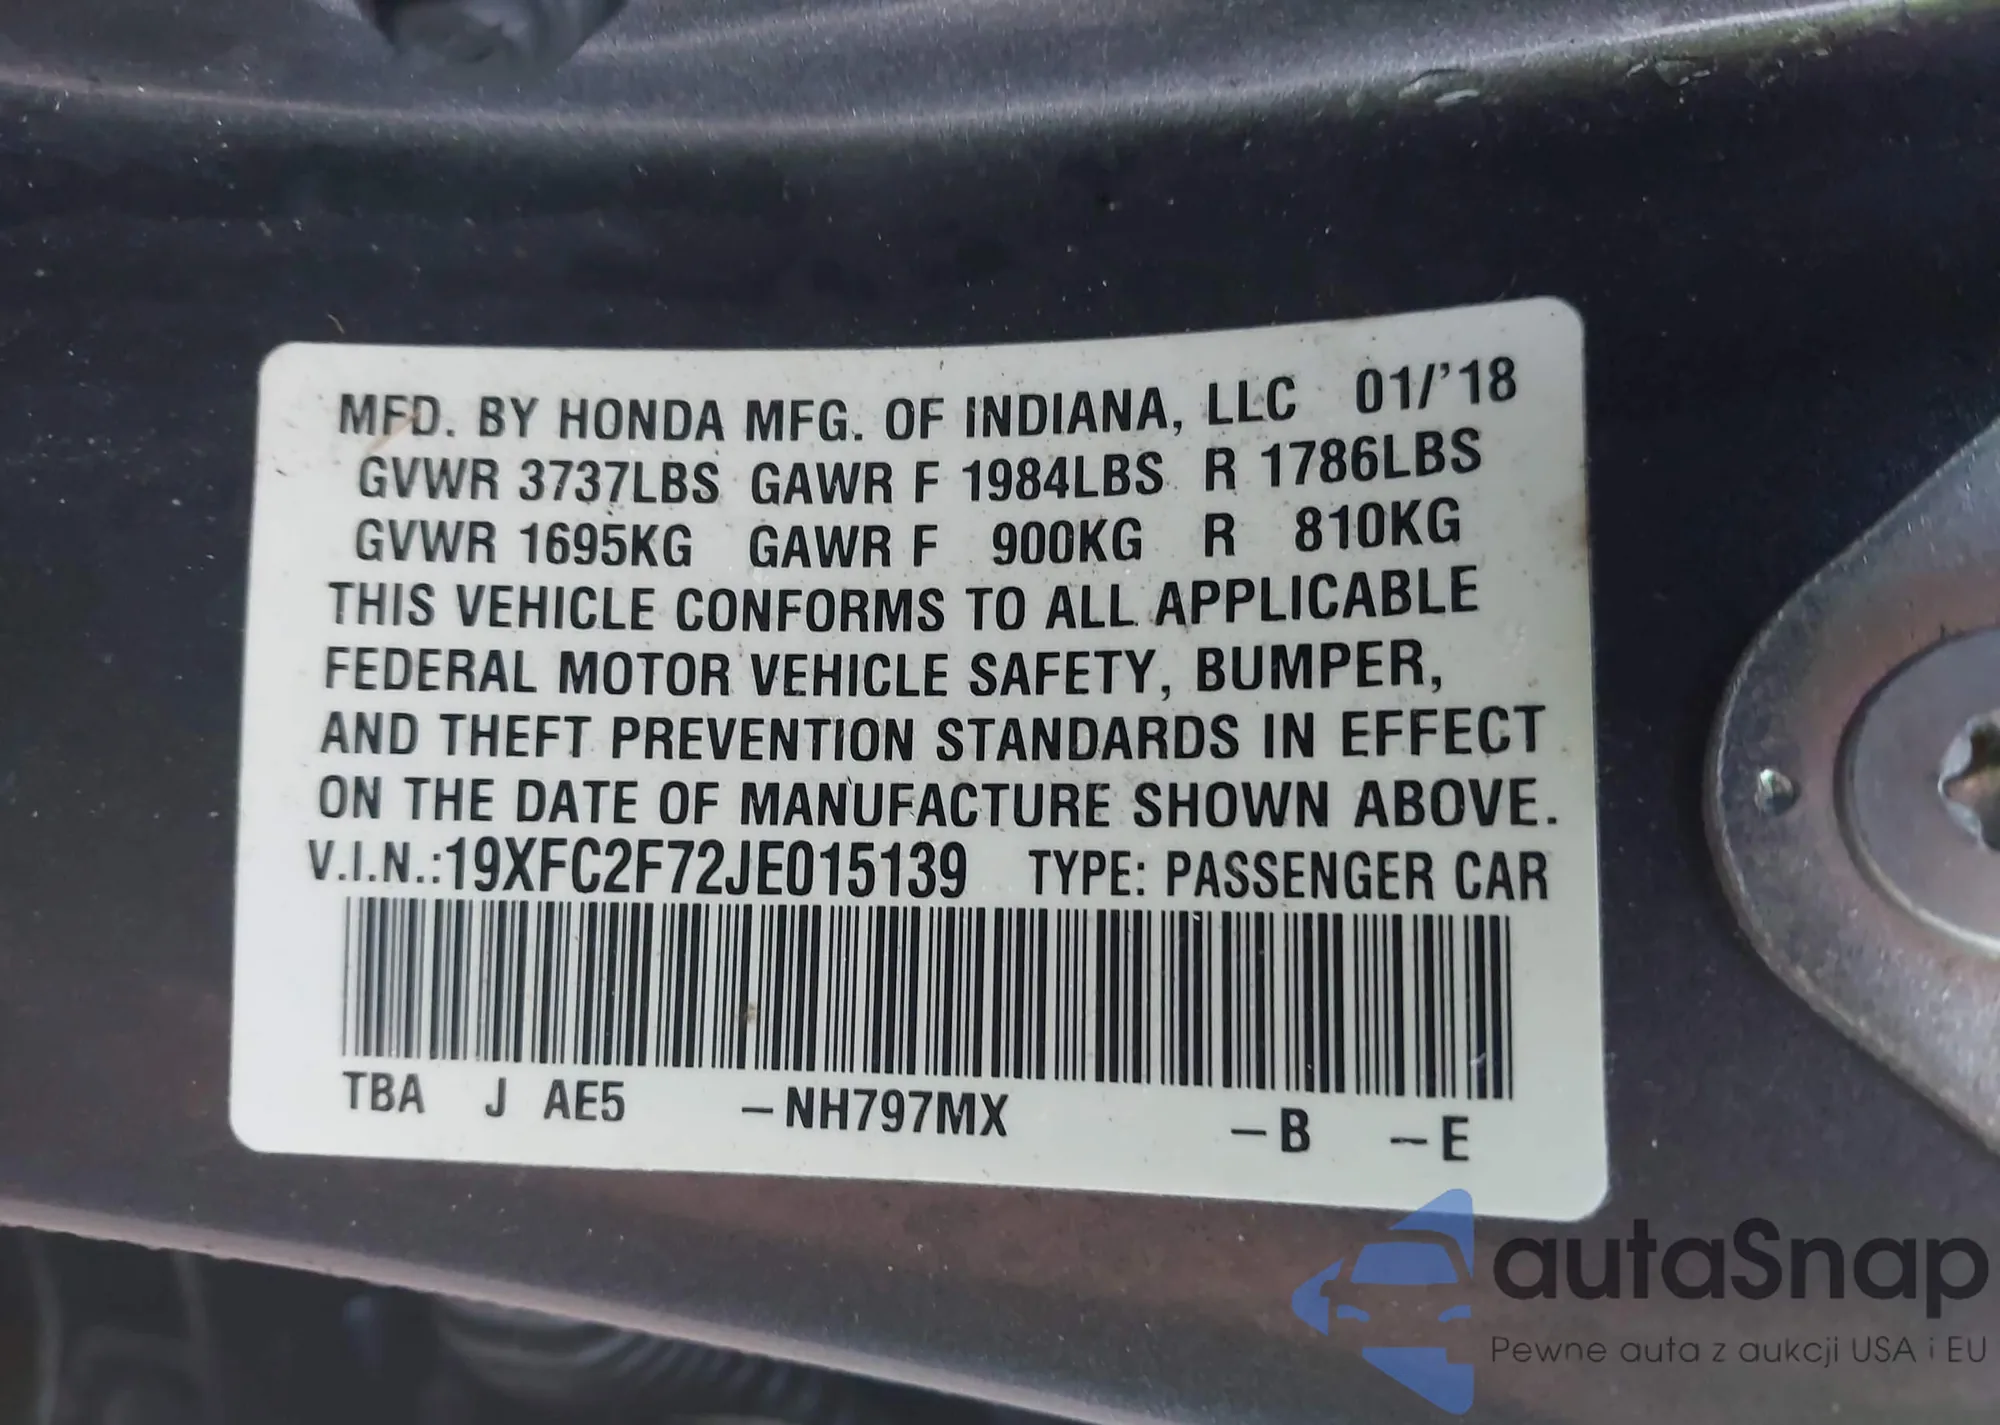 MFD. BY HONDA MFG. OF INDIANA, LLC 01/'18
GVWR 3737LBS GAWR F 1984LBS R 1786LBS
GVWR 1695KG GAWR F 900KG R 810KG
THIS VEHICLE CONFORMS TO ALL APPLICABLE
FEDERAL MOTOR VEHICLE SAFETY, BUMPER,
AND THEFT PREVENTION STANDARDS IN EFFECT
ON THE DATE OF MANUFACTURE SHOWN ABOVE.
V.I.N.:19XFC2F72JE015139 TYPE: PASSENGER CAR
TBA J AE5 –NH797MX –B –E
autaSnap
Pewne auta z aukcji USA i EU